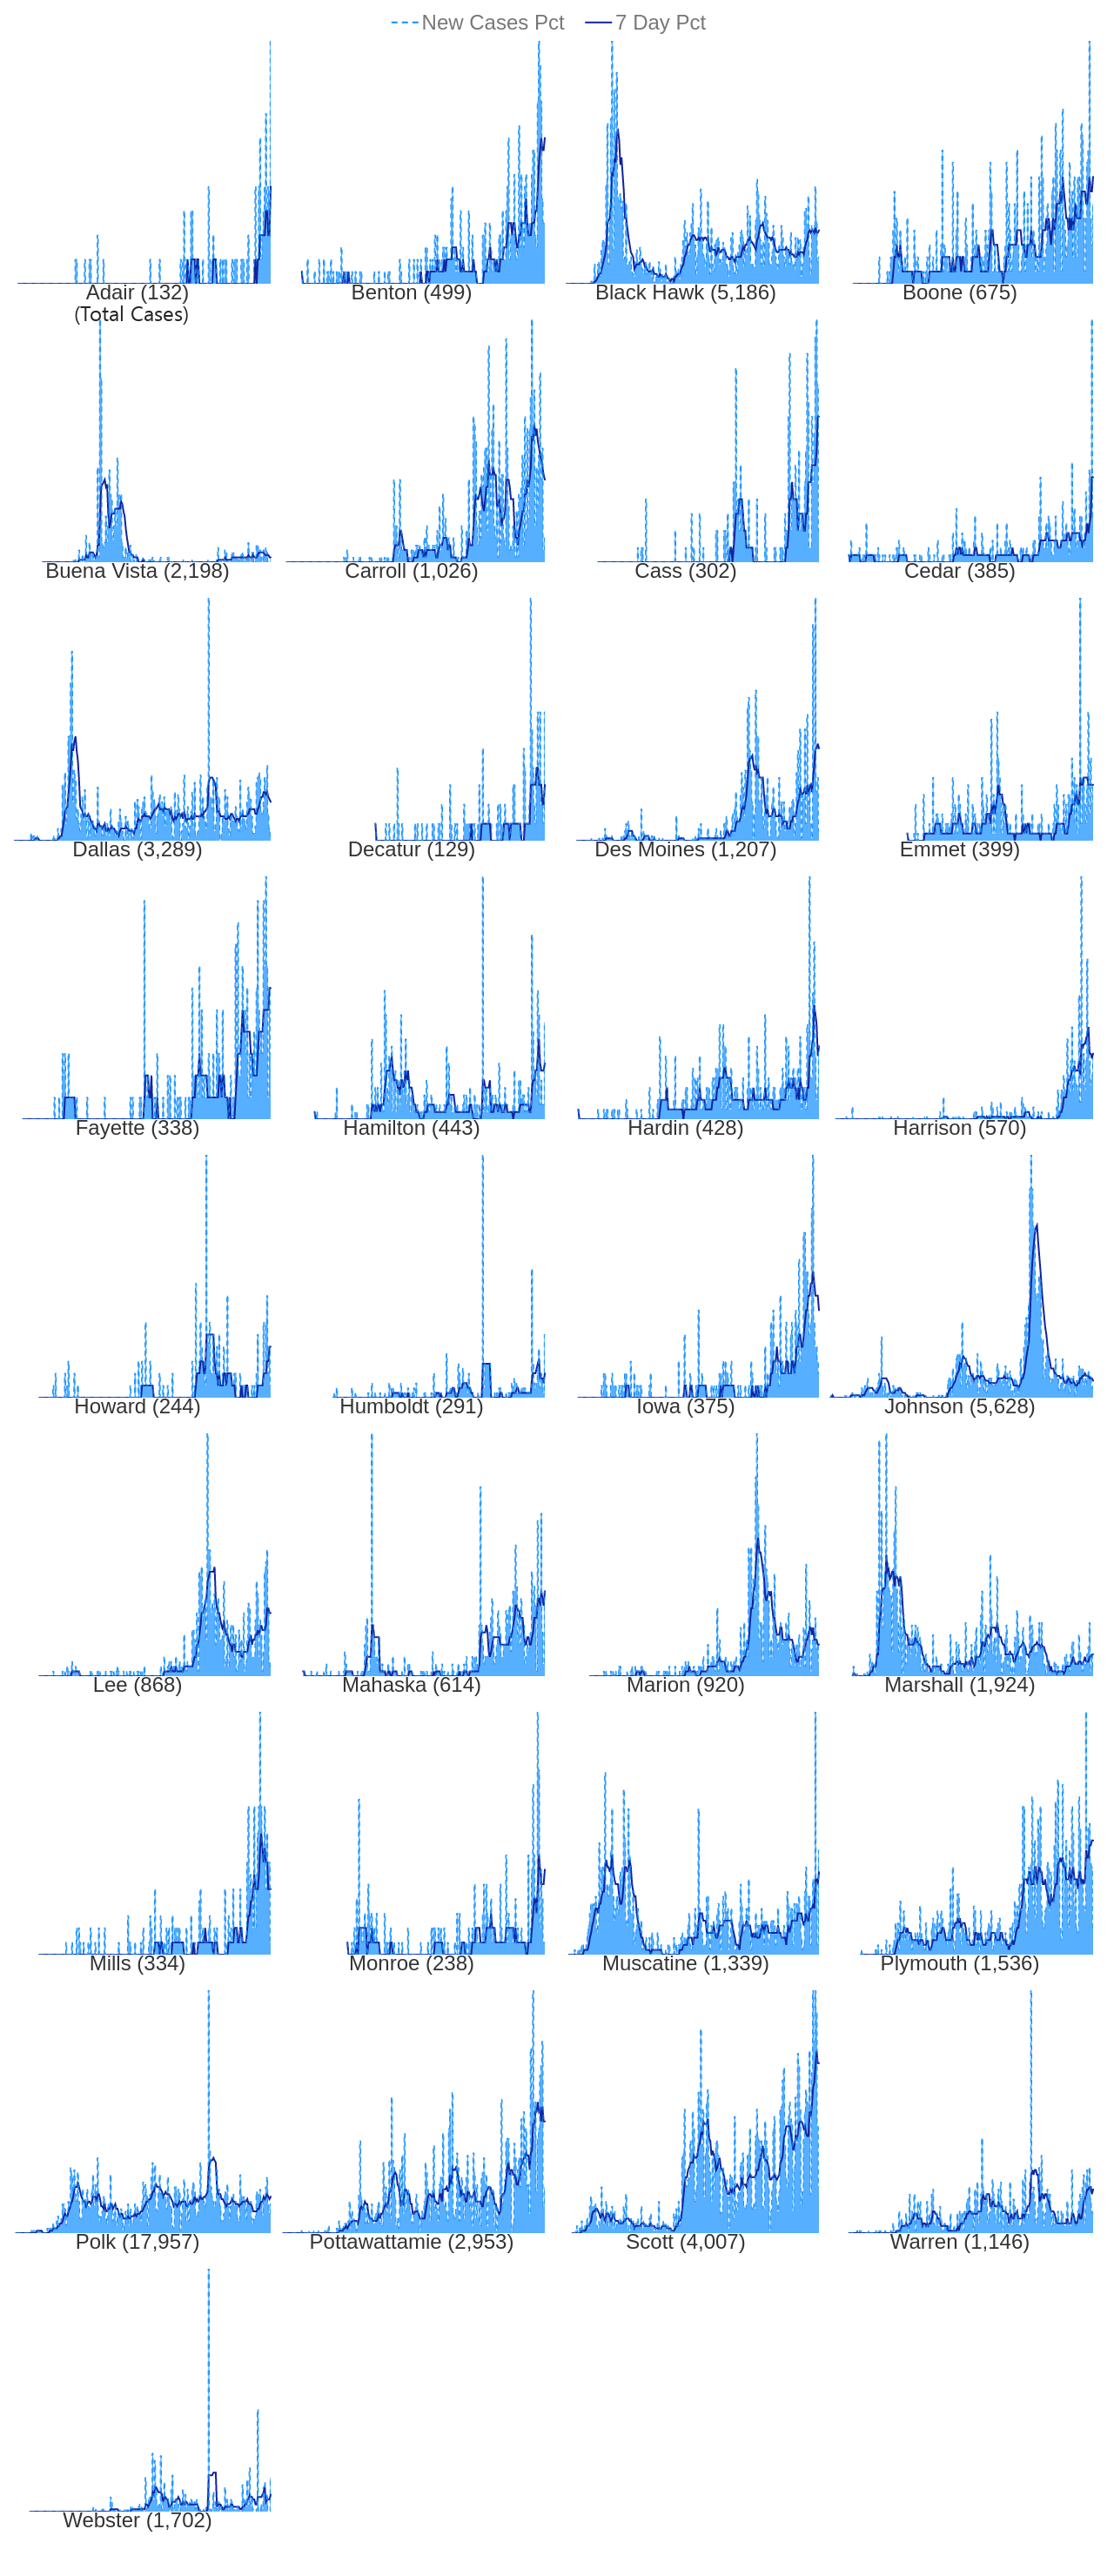 New Cases Pct 7 Day Pct
Adair (132) Benton (499) Black Hawk (5,186) Boone (675)
(Total Cases)
Buena Vista (2,198) Carroll (1,026) Cass (302) Cedar (385)
Dallas (3,289) Decatur (129) Des Moines (1,207) Emmet (399)
Fayette (338) Hamilton (443) Hardin (428) Harrison (570)
Howard (244) Humboldt (291) Iowa (375) Johnson (5,628)
Lee (868) Mahaska (614) Marion (920) Marshall (1,924)
Mills (334) Monroe (238) Muscatine (1,339) Plymouth (1,536)
Polk (17,957) Pottawattamie (2,953) Scott (4,007) Warren (1,146)
Webster (1,702)